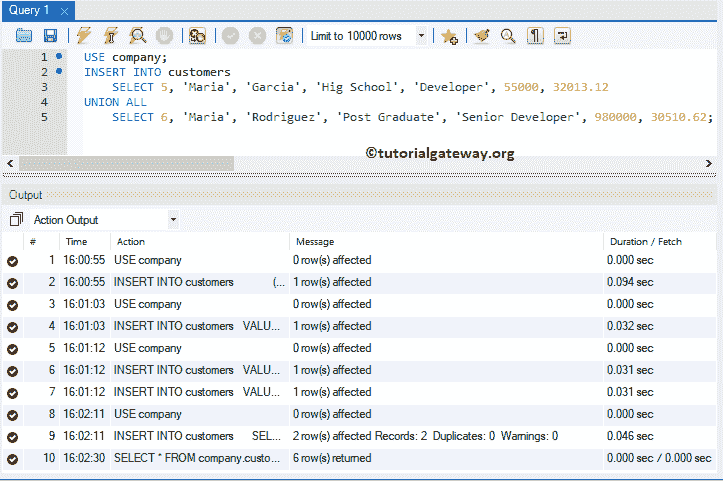 Query 1
Limit to 10000 rows
1 USE company;
2 INSERT INTO customers
3 SELECT 5, 'Maria', 'Garcia', 'Hig School', 'Developer', 55000, 32013.12
4 UNION ALL
5 SELECT 6, 'Maria', 'Rodriguez', 'Post Graduate', 'Senior Developer', 980000, 30510.62;
©tutorialgateway.org
Output
Action Output
# Time Action Message Duration / Fetch
1 16:00:55 USE company 0 row(s) affected 0.000 sec
2 16:00:55 INSERT INTO customers (... 1 row(s) affected 0.094 sec
3 16:01:03 USE company 0 row(s) affected 0.000 sec
4 16:01:03 INSERT INTO customers VALU... 1 row(s) affected 0.032 sec
5 16:01:12 USE company 0 row(s) affected 0.000 sec
6 16:01:12 INSERT INTO customers VALU... 1 row(s) affected 0.031 sec
7 16:01:12 INSERT INTO customers VALU... 1 row(s) affected 0.031 sec
8 16:02:11 USE company 0 row(s) affected 0.000 sec
9 16:02:11 INSERT INTO customers SEL... 2 row(s) affected Records: 2 Duplicates: 0 Warnings: 0 0.046 sec
10 16:02:30 SELECT * FROM company.custo... 6 row(s) returned 0.000 sec / 0.000 sec